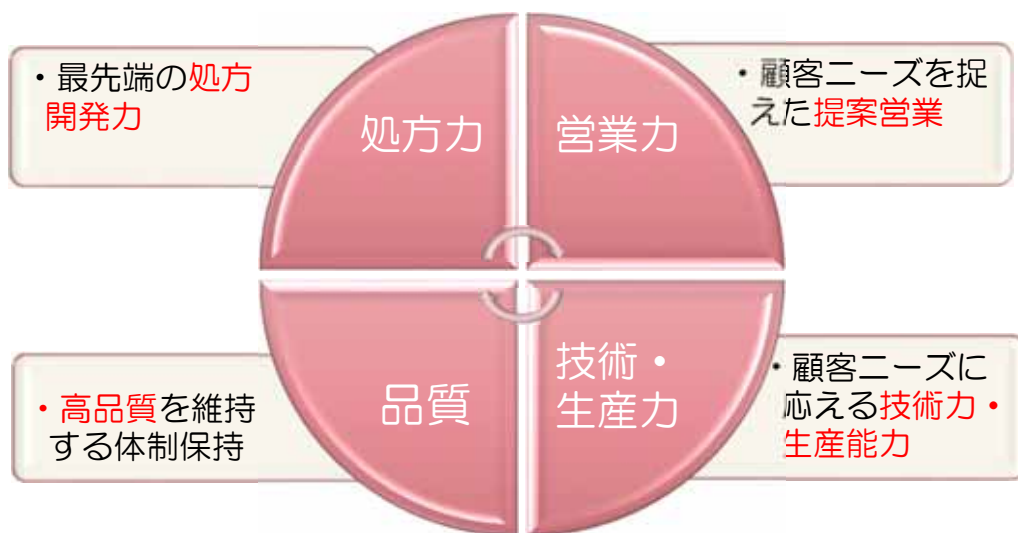 ・最先端の処方
開発力
処方力
営業力
・顧客ニーズを捉
えた提案営業
・高品質を維持
する体制保持
品質
技術・
生産力
・顧客ニーズに
応える技術力・
生産能力